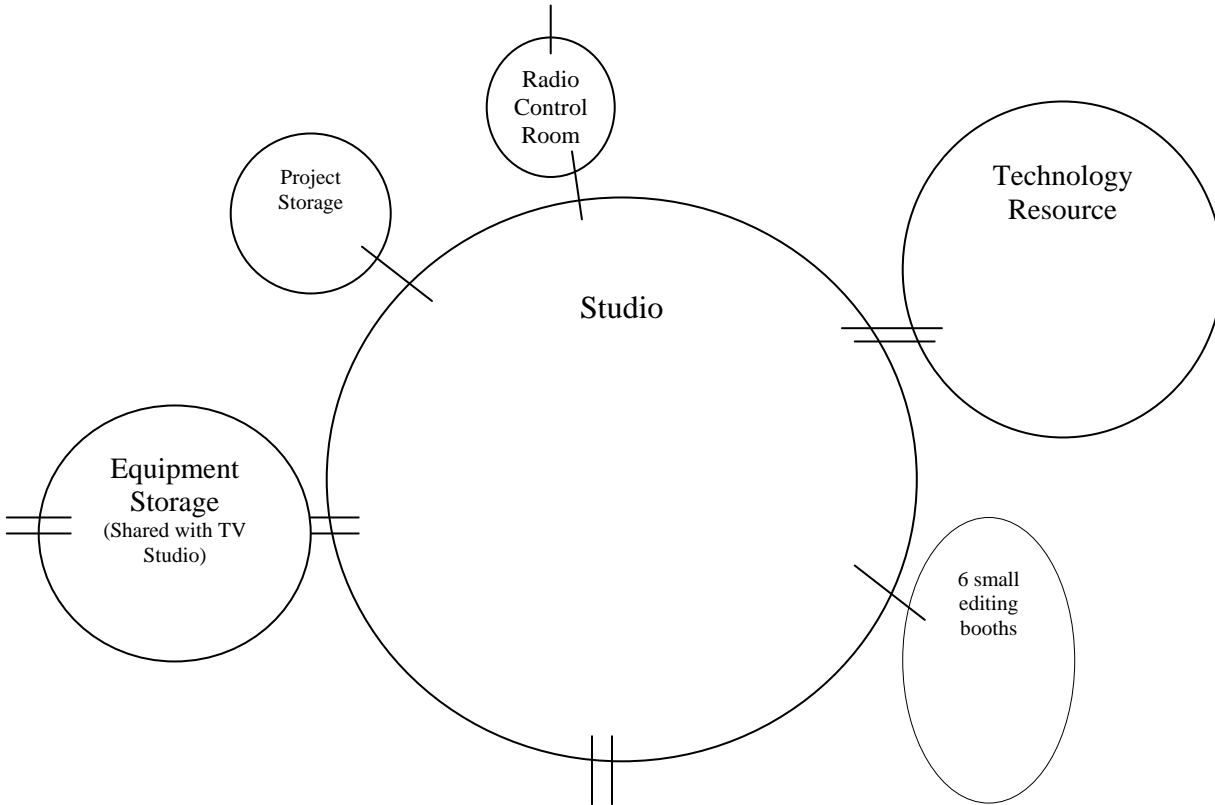 Radio
Control
Room
Project
Storage
Technology
Resource
Studio
Equipment
Storage
(Shared with TV
Studio)
6 small
editing
booths